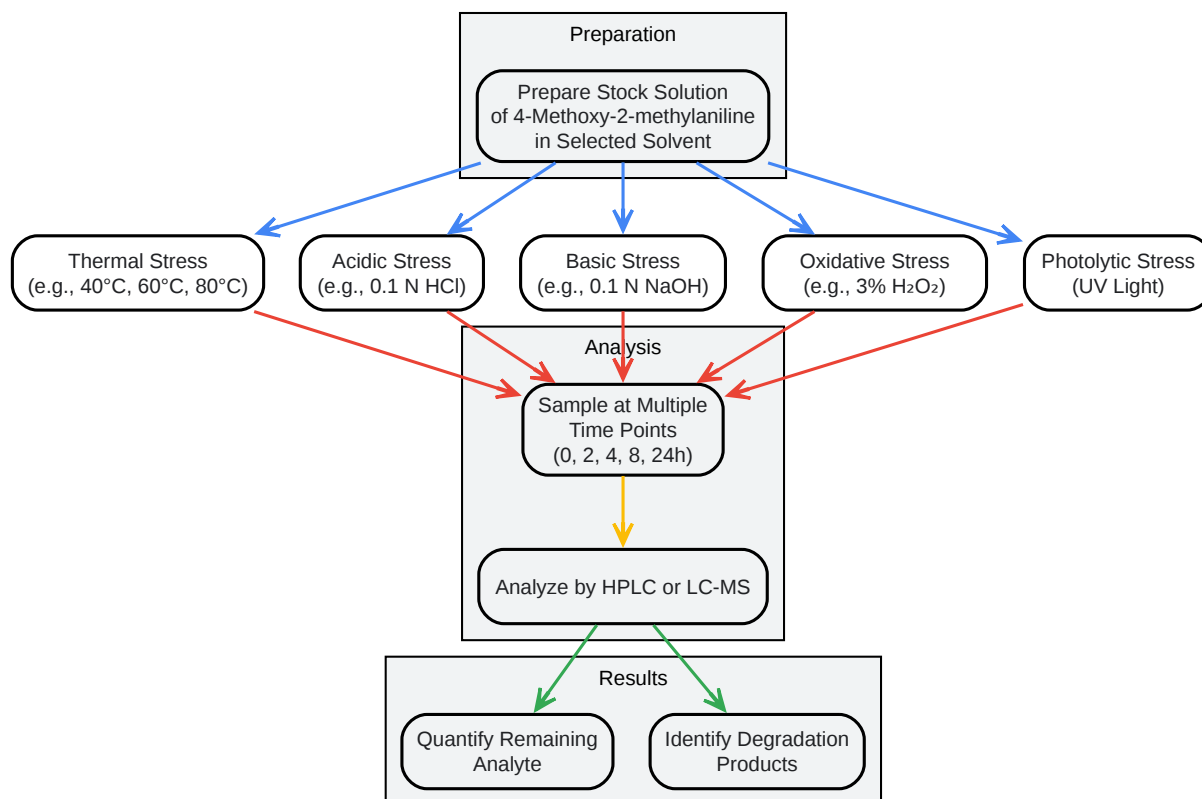 Preparation
Prepare Stock Solution
of 4-Methoxy-2-methylaniline
in Selected Solvent
Thermal Stress
(e.g., 40°C, 60°C, 80°C)
Acidic Stress
(e.g., 0.1 N HCl)
Basic Stress
(e.g., 0.1 N NaOH)
Oxidative Stress
(e.g., 3% H₂O₂)
Photolytic Stress
(UV Light)
Analysis
Sample at Multiple
Time Points
(0, 2, 4, 8, 24h)
Analyze by HPLC or LC-MS
Results
Quantify Remaining
Analyte
Identify Degradation
Products